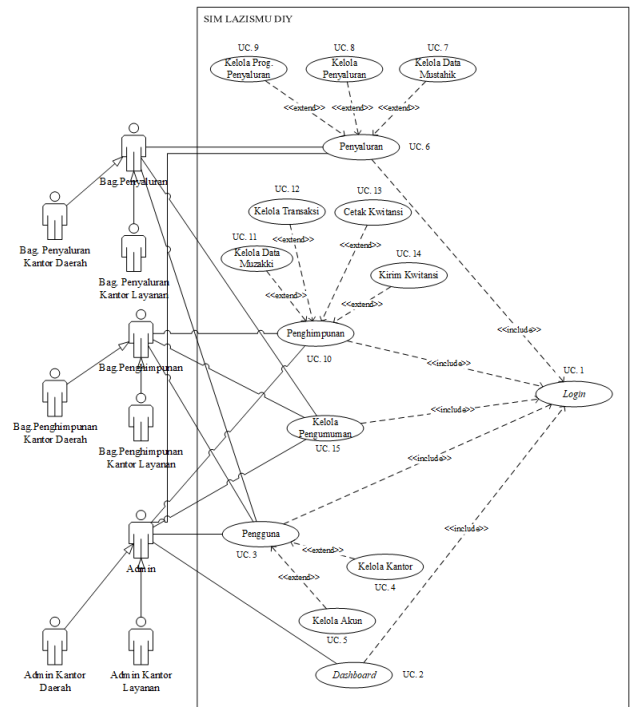 SIM LAZISMU DIY
UC. 9
UC. 8
UC. 7
Kelola Prog.
Penyaluran
Kelola
Penyaluran
Kelola Data
Mustahik
<<extend>>
<<extend>>
<<extend>>
Penyaluran
UC. 6
Bag.Penyaluran
Bag. Penyaluran
Kantor Daerah
Bag. Penyaluran
Kantor Layanan
UC. 12
UC. 13
Kelola Transaksi
Cetak Kwitansi
UC. 11
Kelola Data
Muzakki
<<extend>>
<<extend>>
UC. 14
Kirim Kwitansi
<<extend>>
<<extend>>
Penghimpunan
UC. 10
<<include>>
Bag.Penghimpunan
Bag.Penghimpunan
Kantor Daerah
Bag.Penghimpunan
Kantor Layanan
<<include>>
UC. 1
Login
Kelola
Pengumuman
UC. 15
<<include>>
<<include>>
Admin
Pengguna
UC. 3
<<include>>
<<extend>>
Kelola Kantor
UC. 4
<<extend>>
Kelola Akun
UC. 5
Admin Kantor
Daerah
Admin Kantor
Layanan
Dashboard
UC. 2